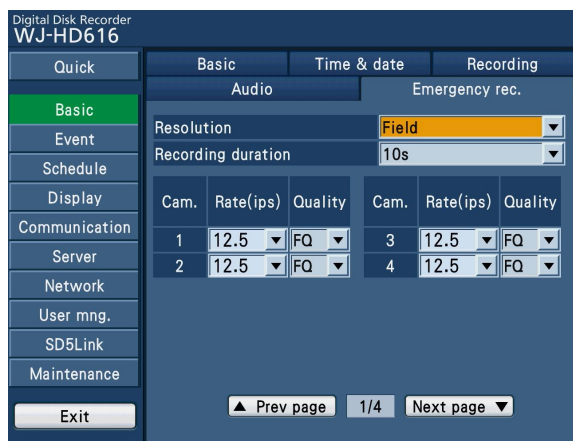 Digital Disk Recorder
WJ-HD616
Quick
Basic
Event
Schedule
Display
Communication
Server
Network
User mng.
SD5Link
Maintenance
Exit
Basic Time & date Recording
Audio Emergency rec.
Resolution Field
Recording duration 10s
Cam. Rate(ips) Quality Cam. Rate(ips) Quality
1 12.5 FQ 3 12.5 FQ
2 12.5 FQ 4 12.5 FQ
Prev page 1/4 Next page